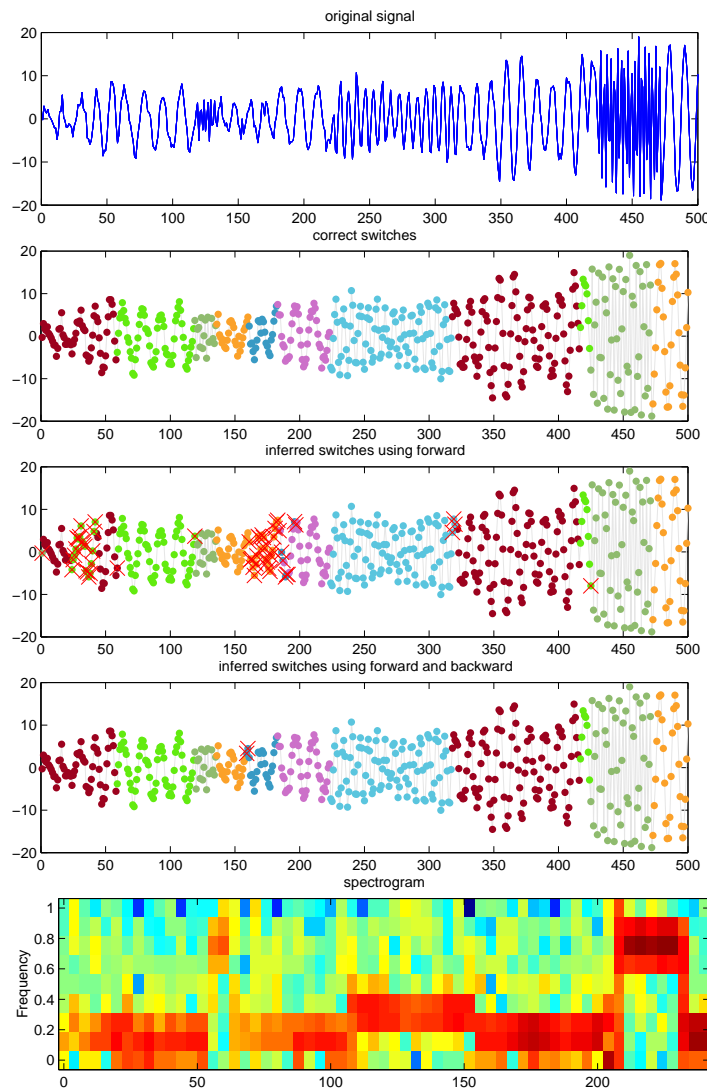 original signal
20
10
0
−10
−20
0 50 100 150 200 250 300 350 400 450 500
correct switches
20
10
0
−10
−20
0 50 100 150 200 250 300 350 400 450 500
inferred switches using forward
20
10
0
−10
−20
0 50 100 150 200 250 300 350 400 450 500
inferred switches using forward and backward
20
10
0
−10
−20
0 50 100 150 200 250 300 350 400 450 500
spectrogram
Frequency
1
0.8
0.6
0.4
0.2
0
0 50 100 150 200